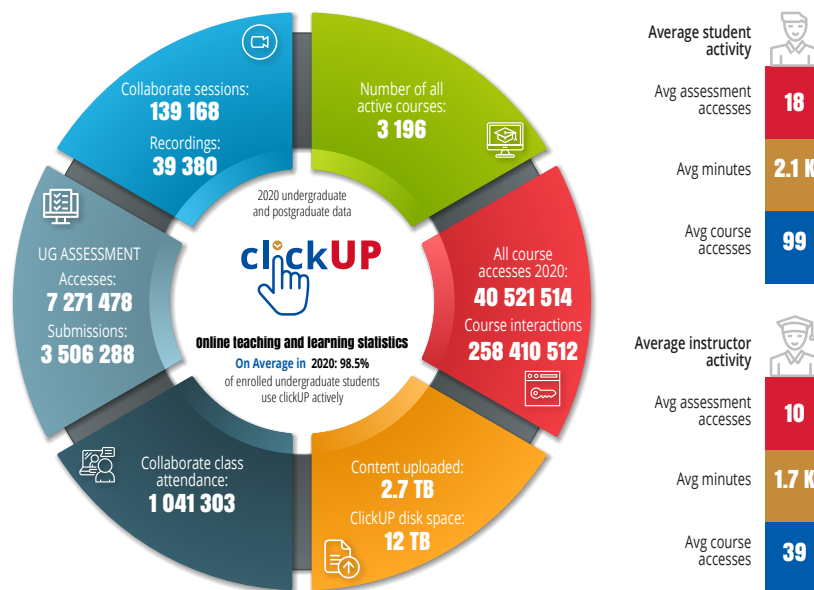 Collaborate sessions:
139 168
Recordings:
39 380
Number of all
active courses:
3 196
UG ASSESSMENT
Accesses:
7 271 478
Submissions:
3 506 288
2020 undergraduate
and postgraduate data
clickUP
Online teaching and learning statistics
On Average in 2020: 98.5%
of enrolled undergraduate students
use clickUP actively
All course
accesses 2020:
40 521 514
Course interactions
258 410 512
Collaborate class
attendance:
1 041 303
Content uploaded:
2.7 TB
ClickUP disk space:
12 TB
Average student
activity
Avg assessment
accesses
18
Avg minutes
2.1 K
Avg course
accesses
99
Average instructor
activity
Avg assessment
accesses
10
Avg minutes
1.7 K
Avg course
accesses
39